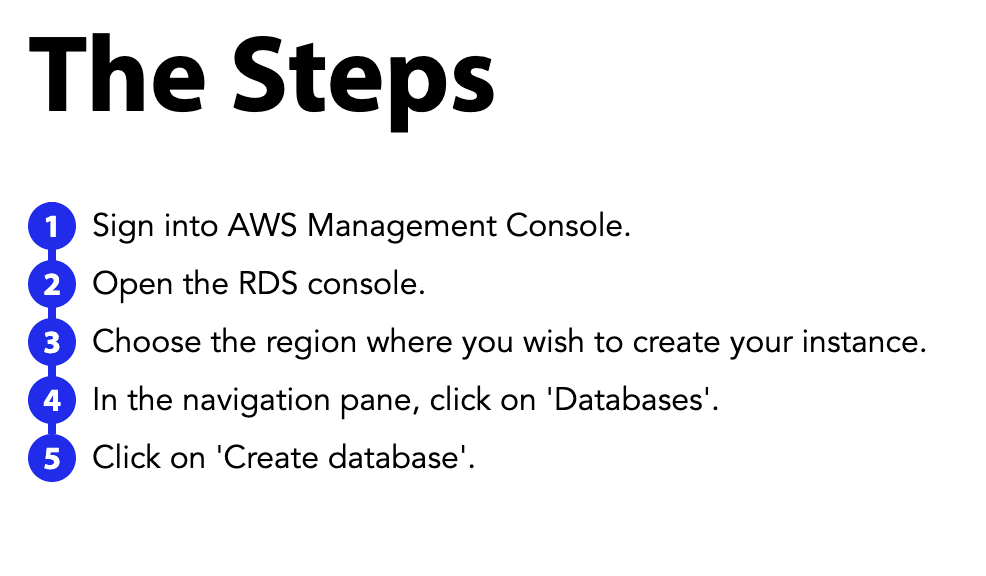 The Steps
1 Sign into AWS Management Console.
2 Open the RDS console.
3 Choose the region where you wish to create your instance.
4 In the navigation pane, click on 'Databases'.
5 Click on 'Create database'.